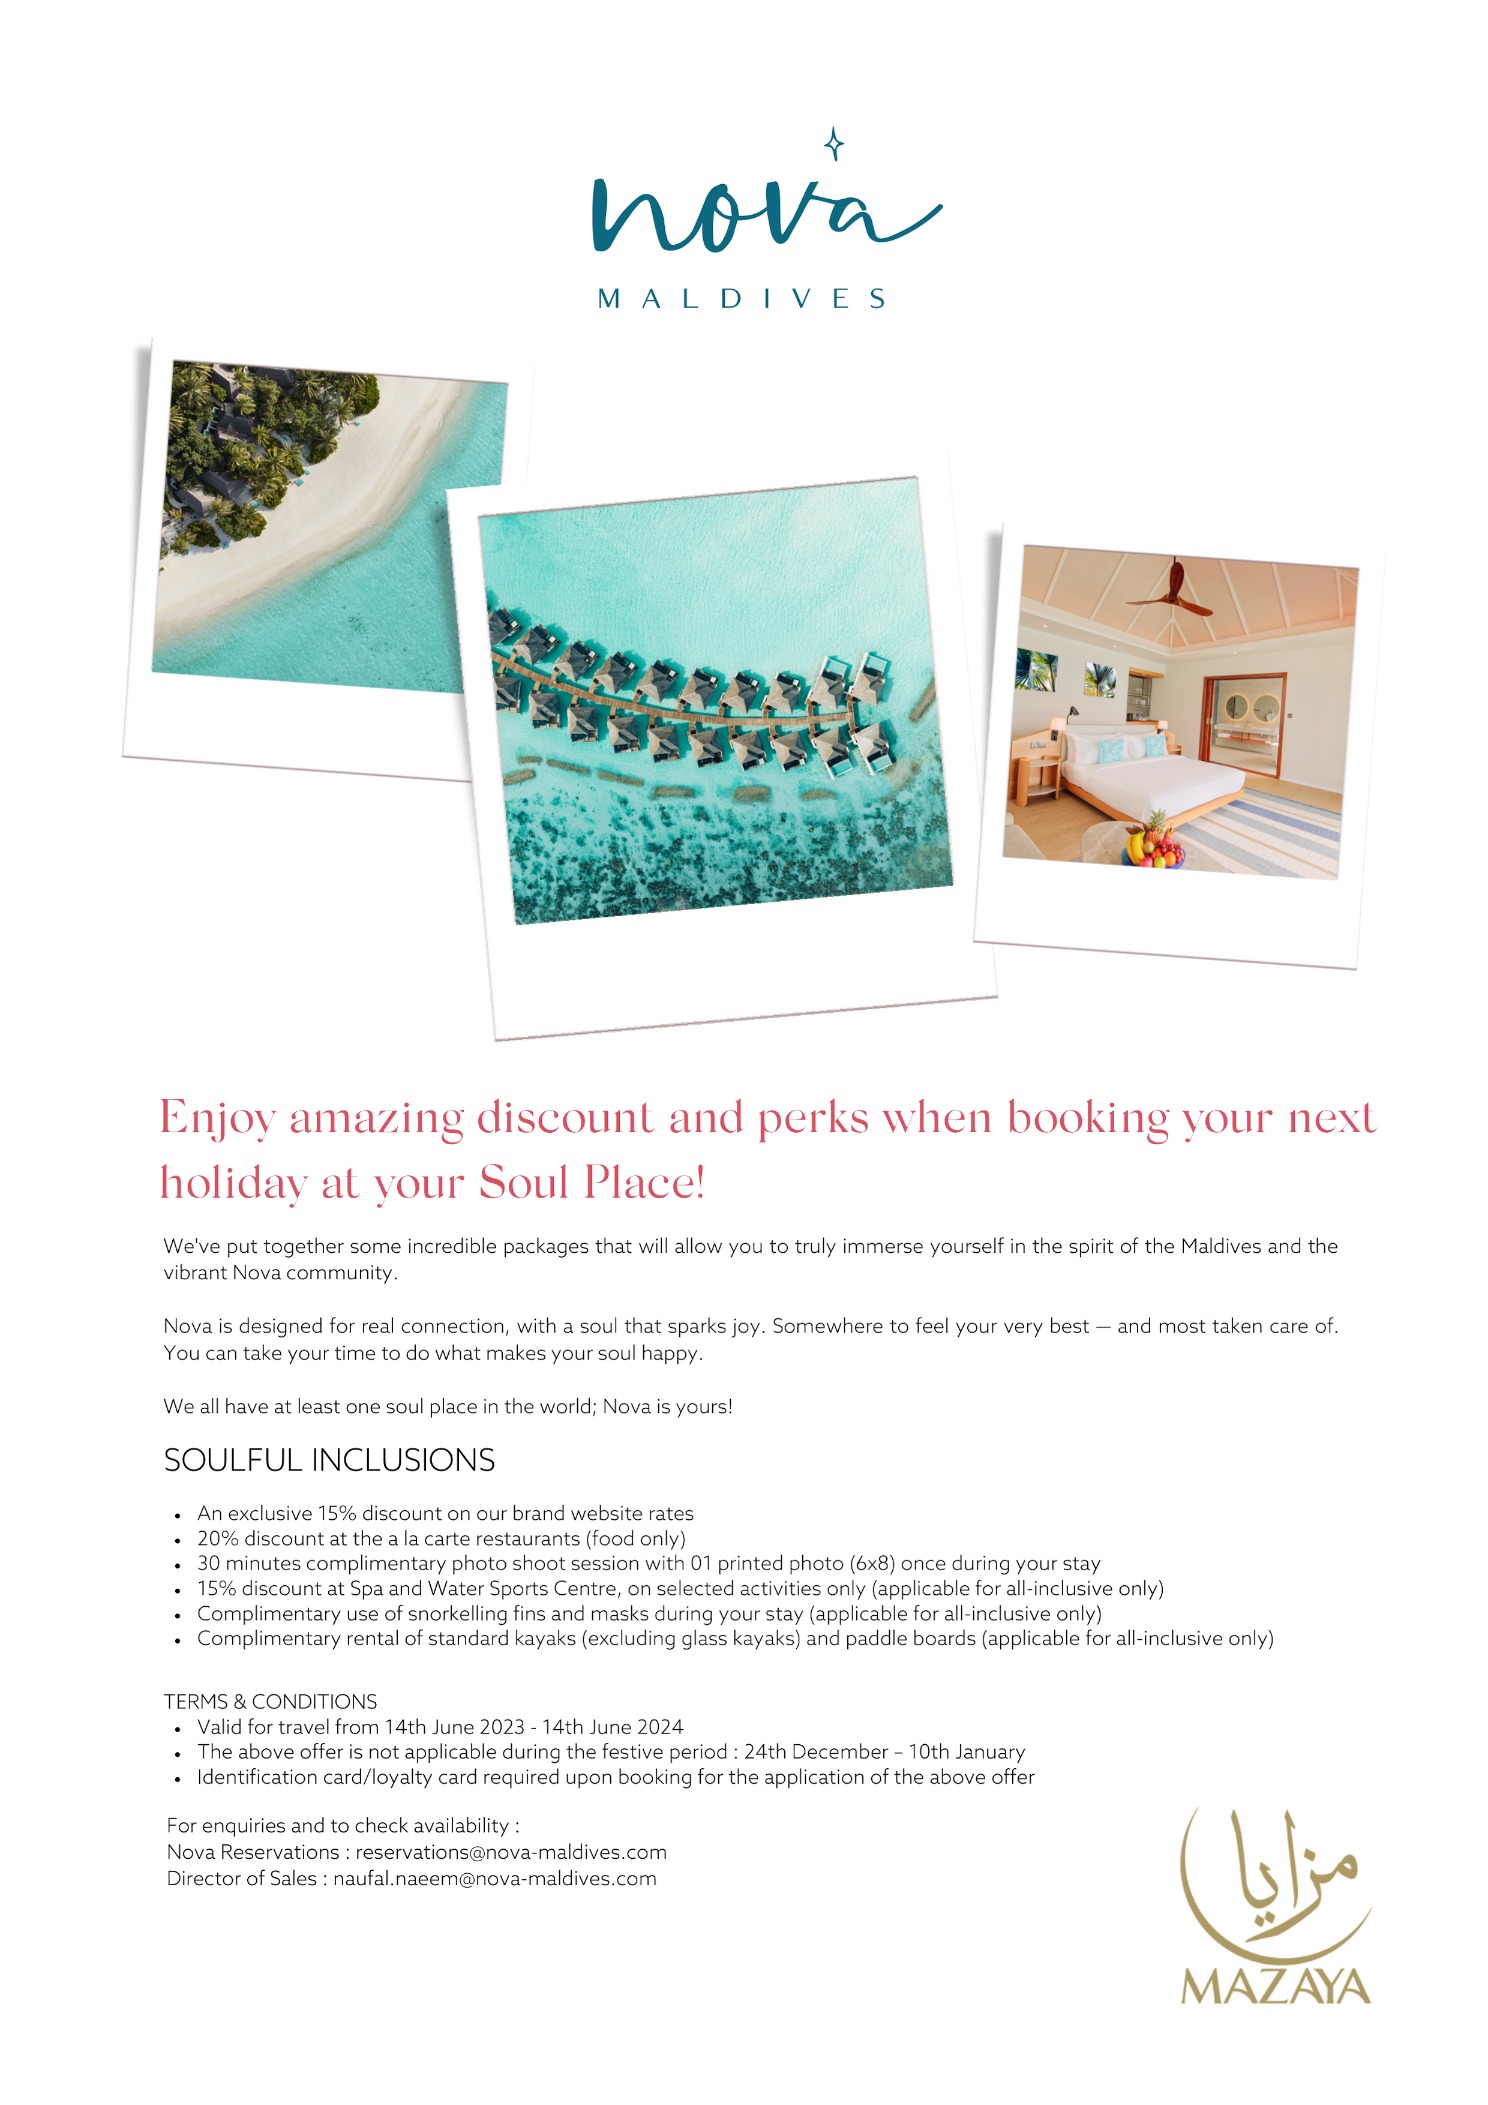 nova
MALDIVES
Enjoy amazing discount and perks when booking your next
holiday at your Soul Place!
We've put together some incredible packages that will allow you to truly immerse yourself in the spirit of the Maldives and the
vibrant Nova community.
Nova is designed for real connection, with a soul that sparks joy. Somewhere to feel your very best — and most taken care of.
You can take your time to do what makes your soul happy.
We all have at least one soul place in the world; Nova is yours!
SOULFUL INCLUSIONS
• An exclusive 15% discount on our brand website rates
• 20% discount at the a la carte restaurants (food only)
• 30 minutes complimentary photo shoot session with 01 printed photo (6x8) once during your stay
• 15% discount at Spa and Water Sports Centre, on selected activities only (applicable for all-inclusive only)
• Complimentary use of snorkelling fins and masks during your stay (applicable for all-inclusive only)
• Complimentary rental of standard kayaks (excluding glass kayaks) and paddle boards (applicable for all-inclusive only)
TERMS & CONDITIONS
• Valid for travel from 14th June 2023 - 14th June 2024
• The above offer is not applicable during the festive period : 24th December – 10th January
• Identification card/loyalty card required upon booking for the application of the above offer
For enquiries and to check availability :
Nova Reservations : reservations@nova-maldives.com
Director of Sales : naufal.naeem@nova-maldives.com
مزايا
MAZAYA